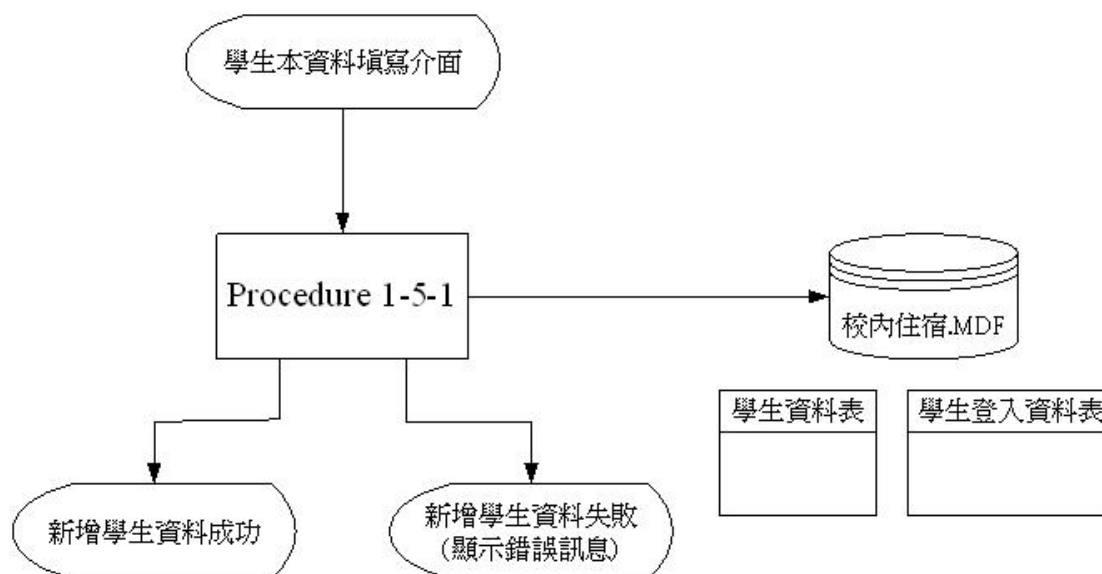 學生本資料填寫介面
Procedure 1-5-1
校內住宿.MDF
學生資料表
學生登入資料表
新增學生資料成功
新增學生資料失敗
(顯示錯誤訊息)